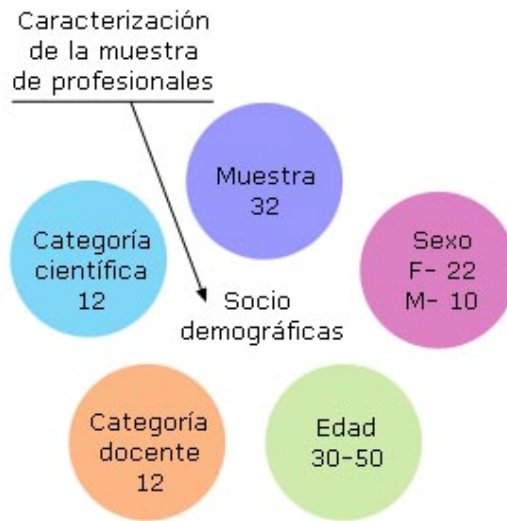 Caracterización
de la muestra
de profesionales
Muestra
32
Categoría
científica
12
Sexo
F- 22
M- 10
Socio
demográficas
Categoría
docente
12
Edad
30-50